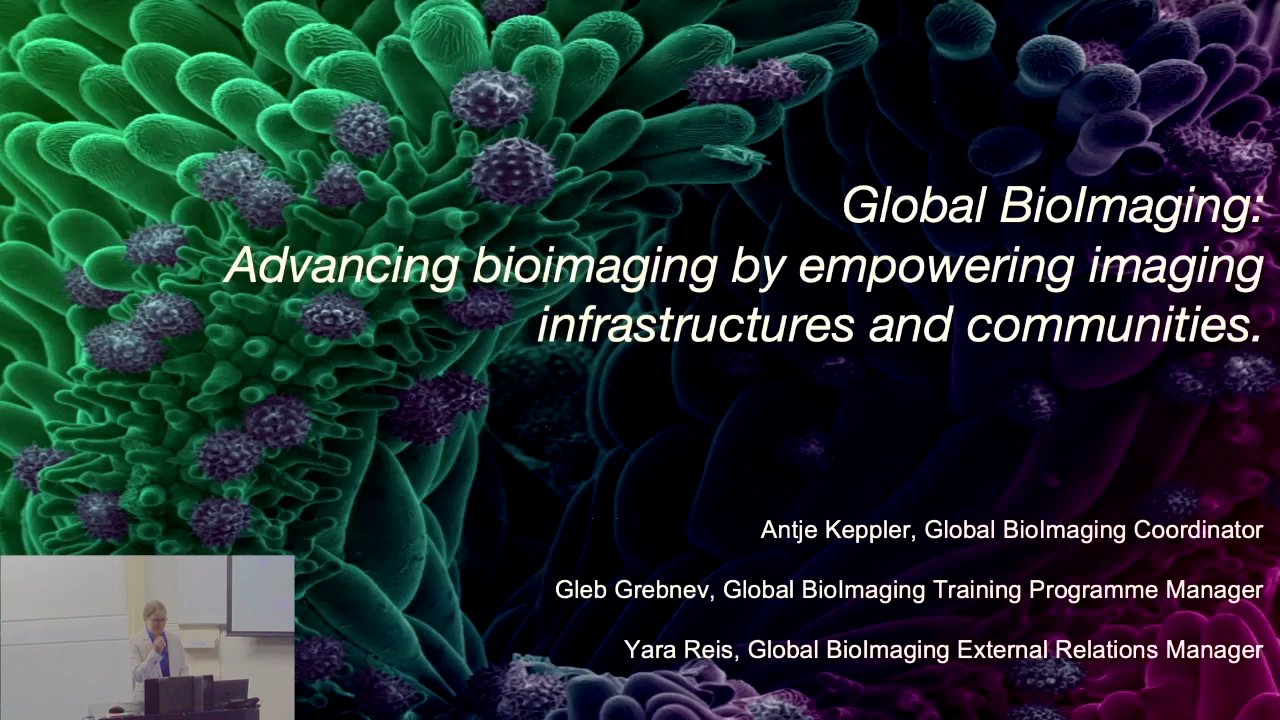 Global BioImaging:
Advancing bioimaging by empowering imaging
infrastructures and communities.
Antje Keppler, Global BioImaging Coordinator
Gleb Grebnev, Global BioImaging Training Programme Manager
Yara Reis, Global BioImaging External Relations Manager